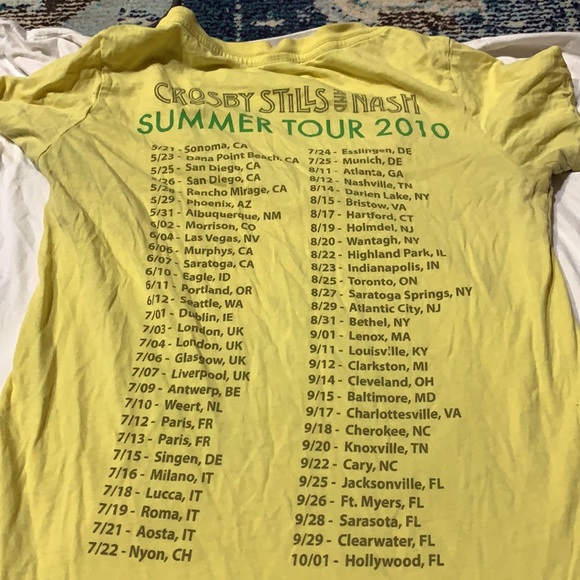 CROSBY STILLS AND NASH
SUMMER TOUR 2010
5/21 - Sonoma, CA
5/23 - Dana Point Beach, CA
5/25 - San Diego, CA
5/26 - San Diego, CA
5/28 - Rancho Mirage, CA
5/29 - Phoenix, AZ
5/31 - Albuquerque, NM
6/02 - Morrison, CO
6/04 - Las Vegas, NV
6/06 - Murphys, CA
6/07 - Saratoga, CA
6/10 - Eagle, ID
6/11 - Portland, OR
6/12 - Seattle, WA
7/01 - Dublin, IE
7/03 - London, UK
7/04 - London, UK
7/06 - Glasgow, UK
7/07 - Liverpool, UK
7/09 - Antwerp, BE
7/10 - Weert, NL
7/12 - Paris, FR
7/13 - Paris, FR
7/15 - Singen, DE
7/16 - Milano, IT
7/18 - Lucca, IT
7/19 - Roma, IT
7/21 - Aosta, IT
7/22 - Nyon, CH
7/24 - Esslingen, DE
7/25 - Munich, DE
8/11 - Atlanta, GA
8/12 - Nashville, TN
8/14 - Darien Lake, NY
8/15 - Bristow, VA
8/17 - Hartford, CT
8/19 - Holmdel, NJ
8/20 - Wantagh, NY
8/22 - Highland Park, IL
8/23 - Indianapolis, IN
8/25 - Toronto, ON
8/27 - Saratoga Springs, NY
8/29 - Atlantic City, NJ
8/31 - Bethel, NY
9/01 - Lenox, MA
9/11 - Louisville, KY
9/12 - Clarkston, MI
9/14 - Cleveland, OH
9/15 - Baltimore, MD
9/17 - Charlottesville, VA
9/18 - Cherokee, NC
9/20 - Knoxville, TN
9/22 - Cary, NC
9/25 - Jacksonville, FL
9/26 - Ft. Myers, FL
9/28 - Sarasota, FL
9/29 - Clearwater, FL
10/01 - Hollywood, FL